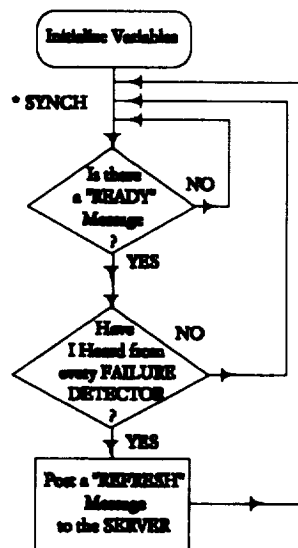 Initialize Variables
* SYNCH
Is there
a "READY"
Message
?
NO
YES
Have
I Heard from
every FAILURE
DETECTOR
?
NO
YES
Post a "REFRESH"
Message
to the SERVER